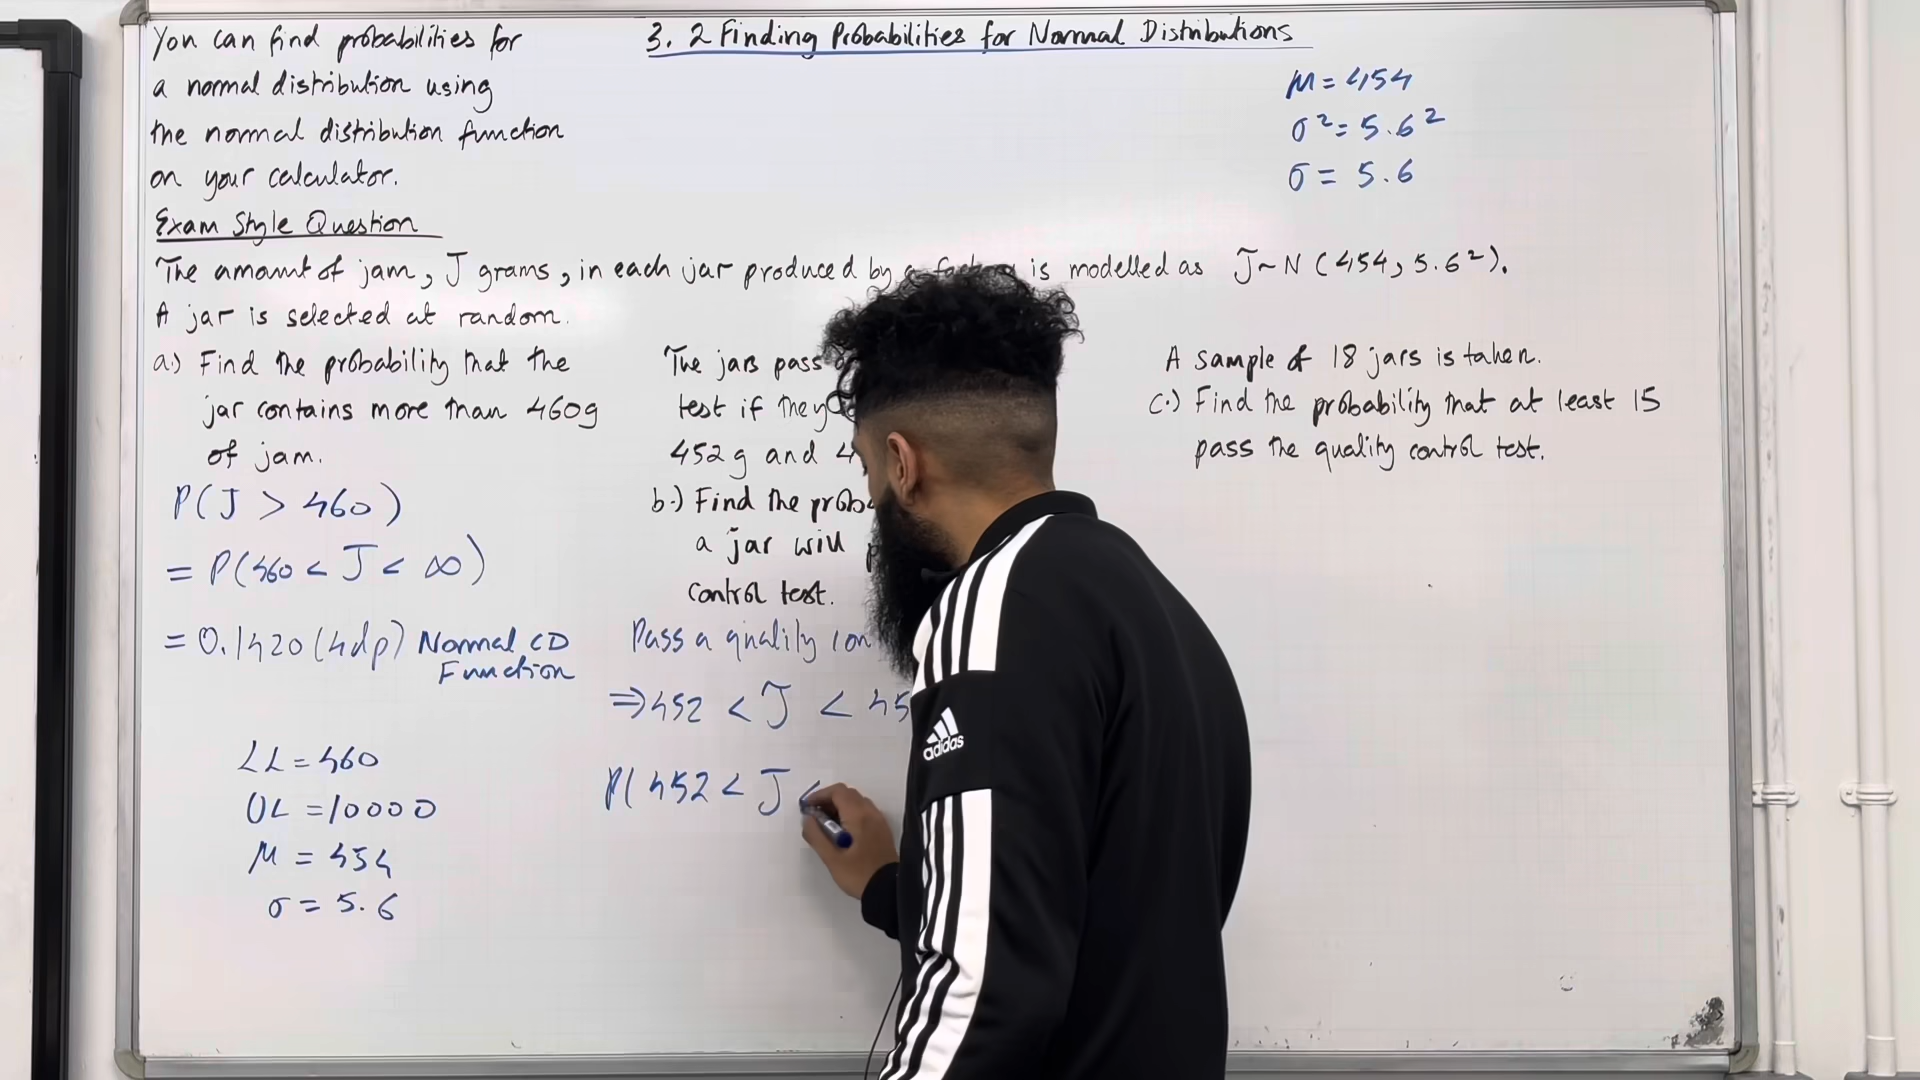 You can find probabilities for
a normal distribution using
the normal distribution function
on your calculator.
3.2 Finding Probabilities for Normal Distributions
μ = 454
σ² = 5.6²
σ = 5.6
Exam Style Question
The amount of jam, J grams, in each jar produced by a is modelled as J~N (454, 5.6²).
A jar is selected at random.
a.) Find the probability that the
jar contains more than 460g
of jam.
P(J > 460)
= P(460 < J < ∞)
= 0.1420 (4dp) Normal CD
Function
LL = 460
UL = 10000
μ = 454
σ = 5.6
The jars pass
test if they
452g and
b.) Find the
a jar will
control test.
Pass a quality
⇒ 452 < J <
P( 452 < J <
A sample of 18 jars is taken.
c.) Find the probability that at least 15
pass the quality control test.
adidas